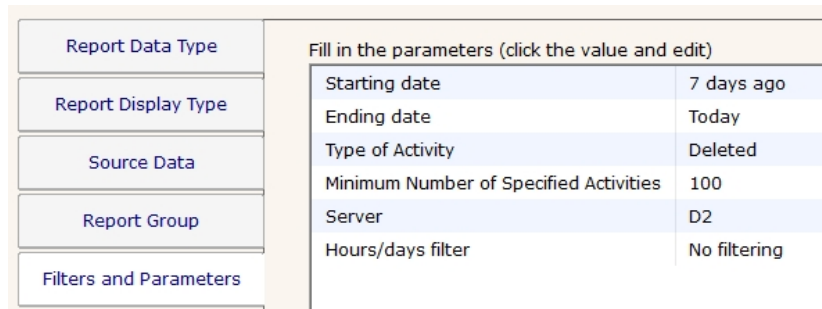 Report Data Type
Report Display Type
Source Data
Report Group
Filters and Parameters
Fill in the parameters (click the value and edit)
Starting date 7 days ago
Ending date Today
Type of Activity Deleted
Minimum Number of Specified Activities 100
Server D2
Hours/days filter No filtering